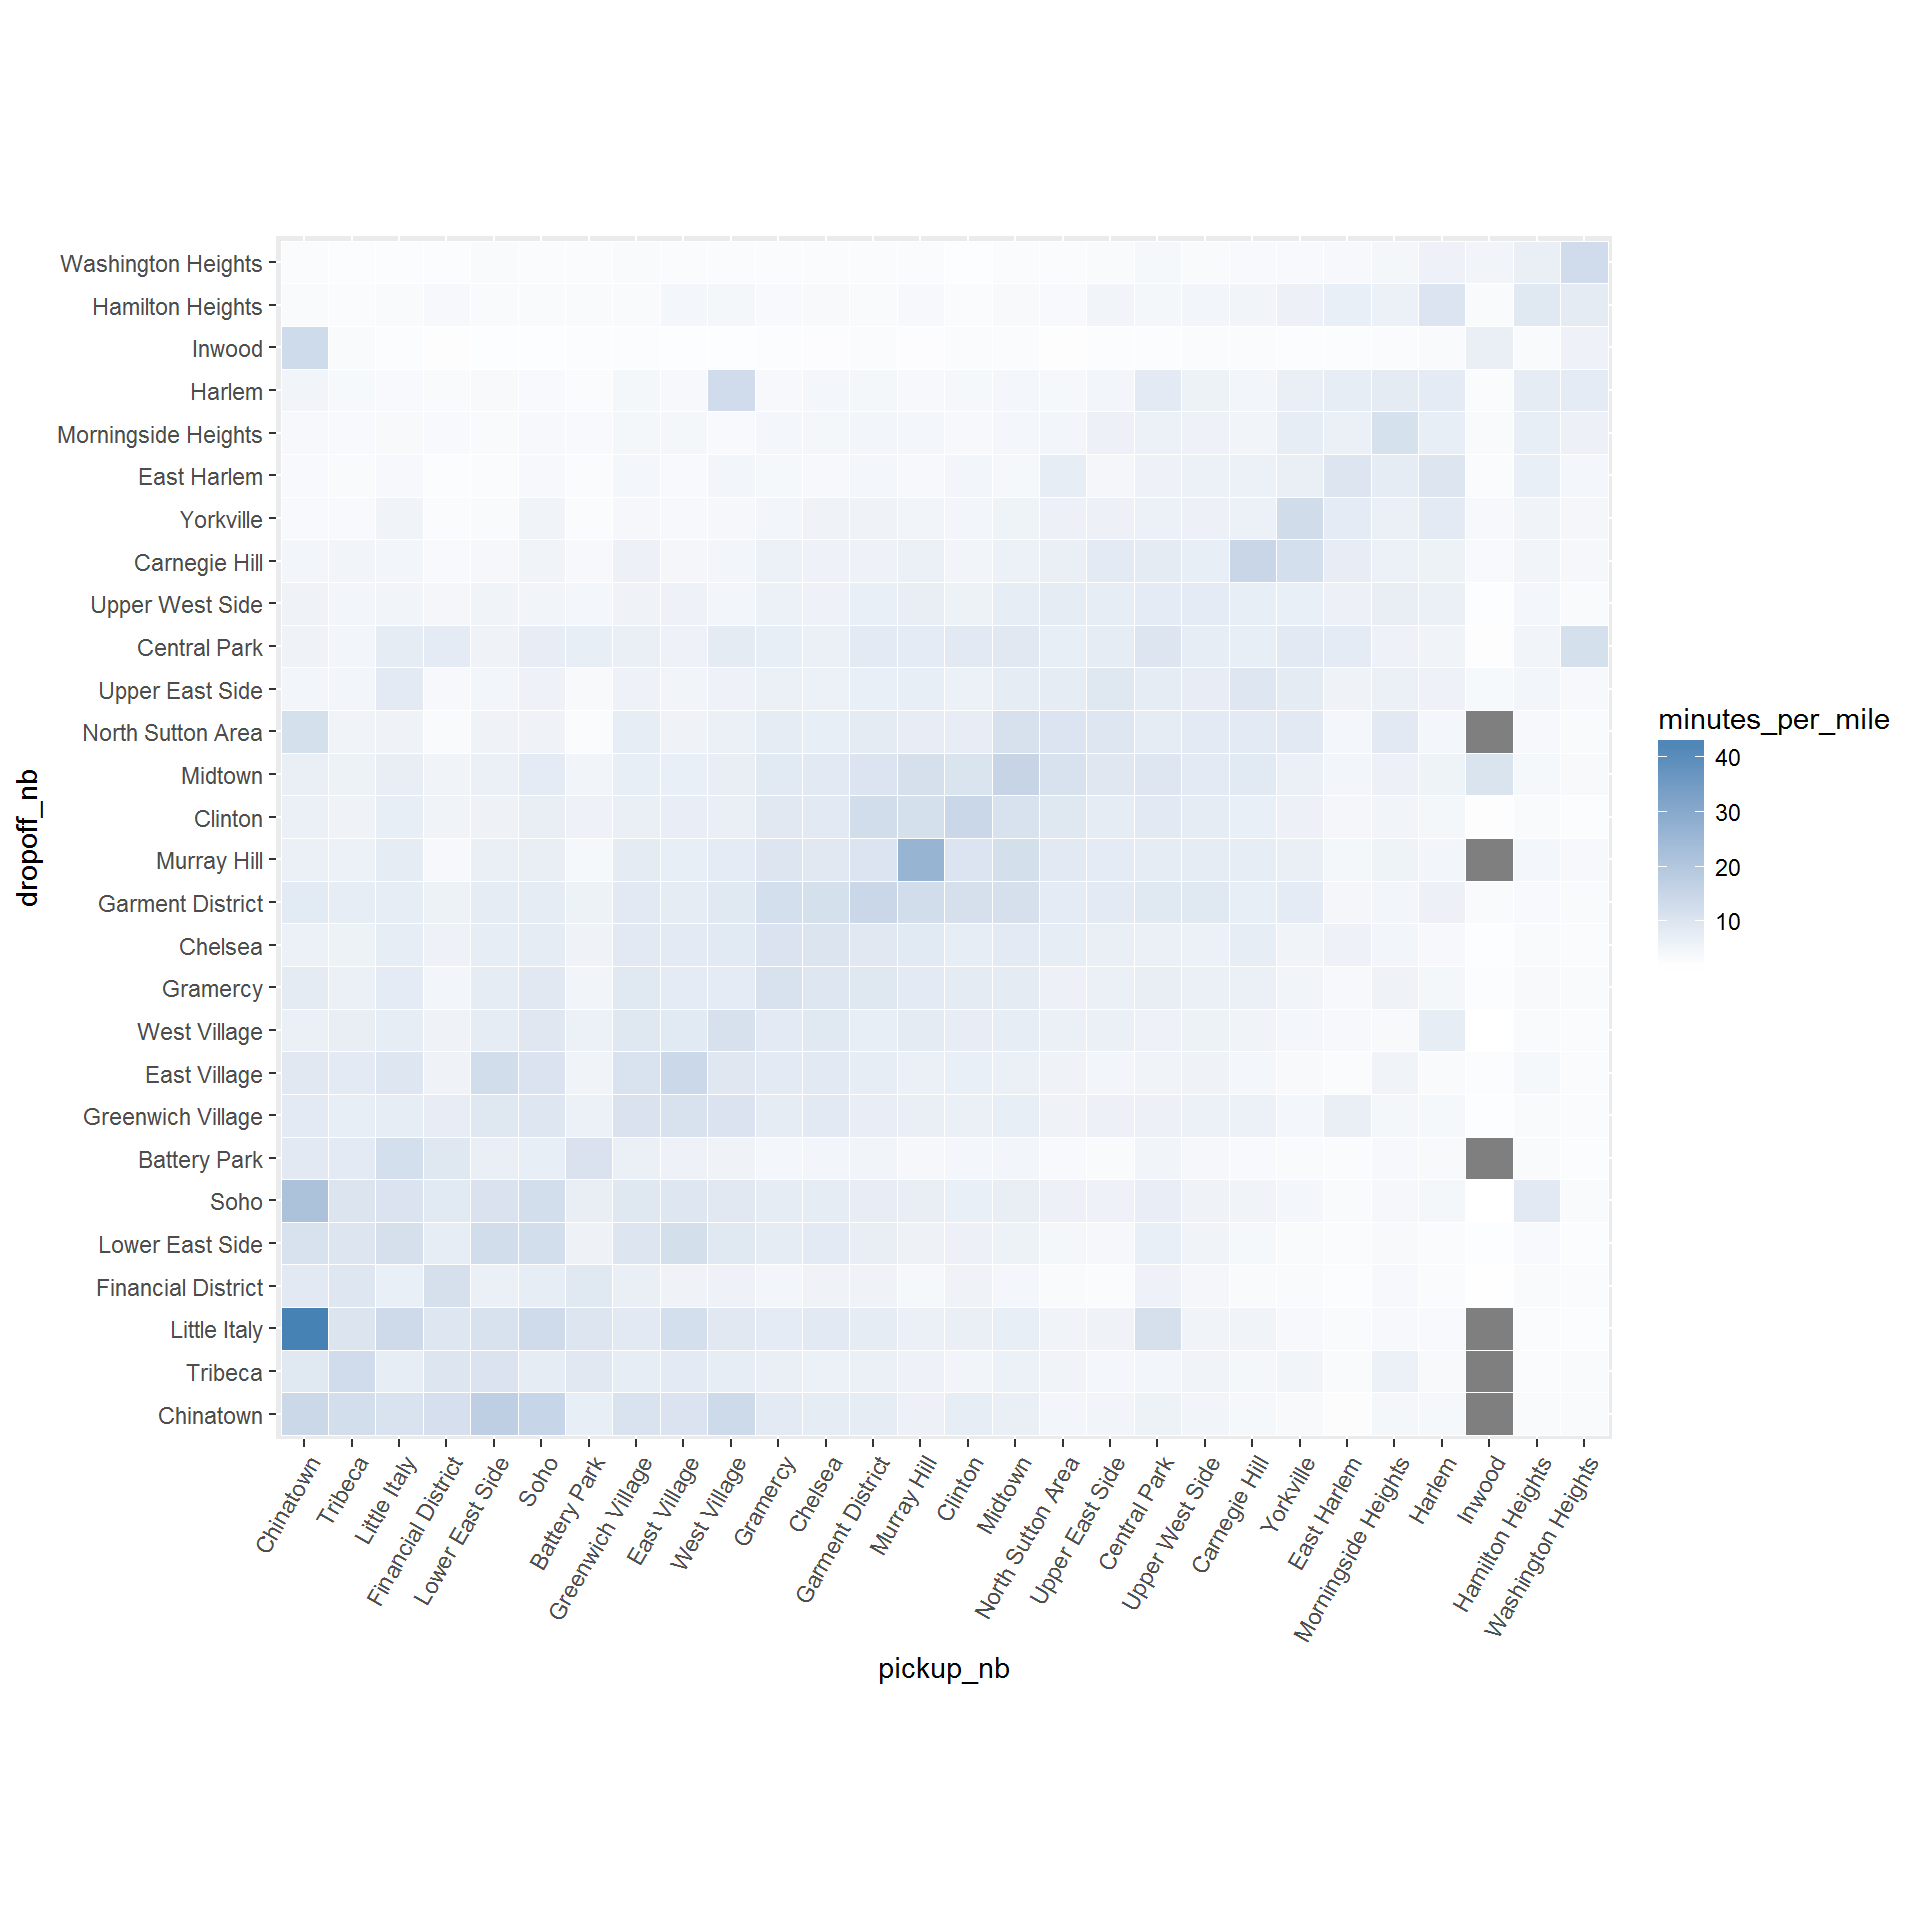 Washington Heights
Hamilton Heights
Inwood
Harlem
Morningside Heights
East Harlem
Yorkville
Carnegie Hill
Upper West Side
Central Park
Upper East Side
North Sutton Area
Midtown
Clinton
Murray Hill
Garment District
Chelsea
Gramercy
West Village
East Village
Greenwich Village
Battery Park
Soho
Lower East Side
Financial District
Little Italy
Tribeca
Chinatown
dropoff_nb
minutes_per_mile
40
30
20
10
Chinatown
Tribeca
Little Italy
Financial District
Lower East Side
Soho
Battery Park
Greenwich Village
East Village
West Village
Gramercy
Chelsea
Garment District
Murray Hill
Clinton
Midtown
North Sutton Area
Upper East Side
Central Park
Upper West Side
Carnegie Hill
Yorkville
East Harlem
Morningside Heights
Harlem
Inwood
Hamilton Heights
Washington Heights
pickup_nb